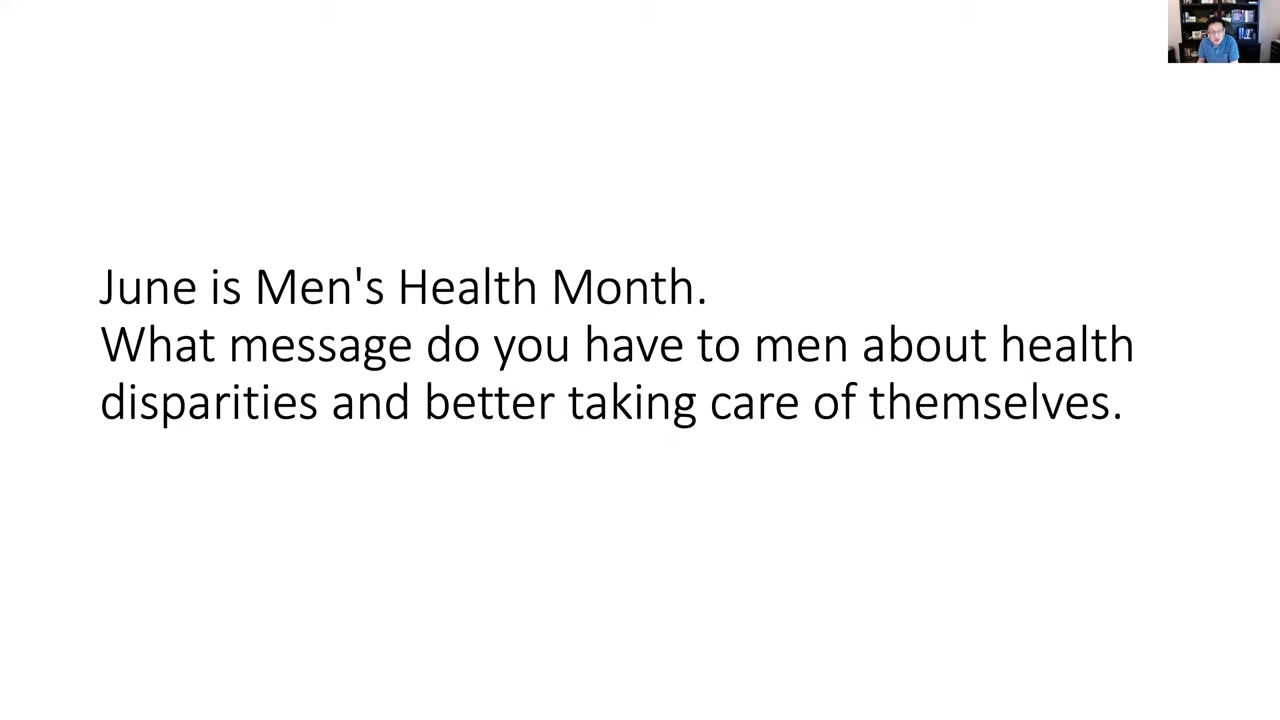 June is Men's Health Month.
What message do you have to men about health
disparities and better taking care of themselves.